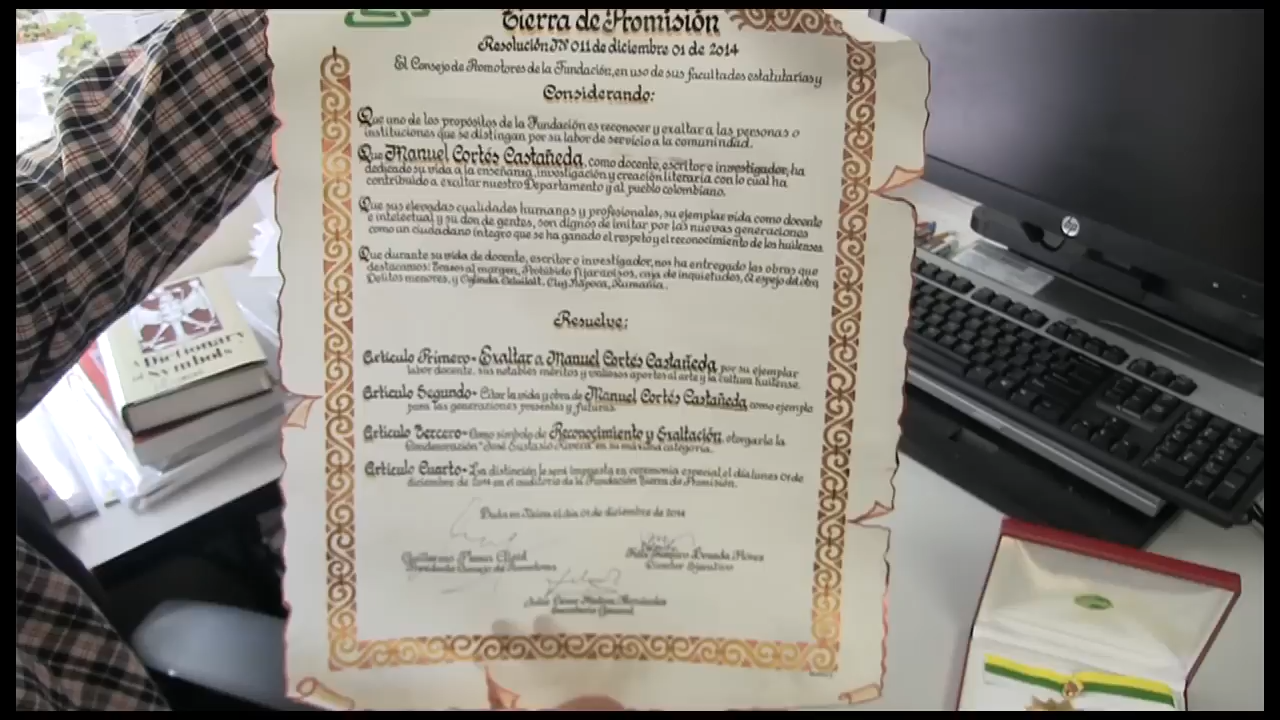 Tierra de Promisión
Resolución Nº 011 de diciembre 01 de 2014
El Consejo de Promotores de la Fundación, en uso de sus facultades estatutarias y
Considerando:
Que uno de los propósitos de la Fundación es reconocer y exaltar a las personas o
instituciones que se distingan por su labor de servicio a la comunindad.
Que Manuel Cortés Castañeda, como docente, escritor e investigador, ha
dedicado su vida a la enseñanza, investigación y creación literaria con lo cual ha
contribuido a exaltar nuestro Departamento y al pueblo colombiano.
Que sus elevadas cualidades humanas y profesionales, su ejemplar vida como docente
e intelectual y su don de gentes, son dignos de imitar por las nuevas generaciones
como un ciudadano íntegro que se ha ganado el respeto y el reconocimiento de los huilenses.
Que durante su vida de docente, escritor e investigador, nos ha entregado las obras que
destacamos: Trazos al margen, Prohibido fijar avisos, caja de inquietudes, El espejo del otro
Delitos menores, y Oglinda Celuilalt. Cluj Napoca, Rumania.
Resuelve:
Artículo Primero- Exaltar a Manuel Cortés Castañeda por su ejemplar
labor docente, sus notables méritos y valiosos aportes al arte y la cultura huilense.
Artículo Segundo- Citar la vida y obra de Manuel Cortés Castañeda como ejemplo
para las generaciones presentes y futuras.
Artículo Tercero- Como símbolo de Reconocimiento y Exaltación, otorgarle la
Condecoración "José Eustasio Rivera" en su máxima categoría.
Artículo Cuarto- La distinción le será impuesta en ceremonia especial el día lunes 01 de
diciembre de 2014 en el auditorio de la Fundación Tierra de Promisión.
Dada en Neiva el día 01 de diciembre de 2014
Guillermo
Presidente Consejo de Promotores
Director Ejecutivo
Secretario General
A Dictionary
of Symbols
hp